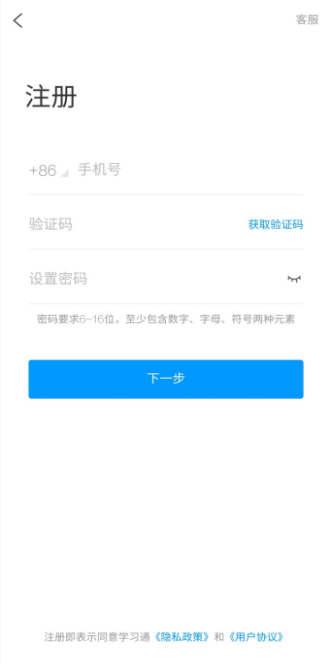 客服
注册
+86 手机号
验证码 获取验证码
设置密码
密码要求6-16位，至少包含数字、字母、符号两种元素
下一步
注册即表示同意学习通《隐私政策》和《用户协议》